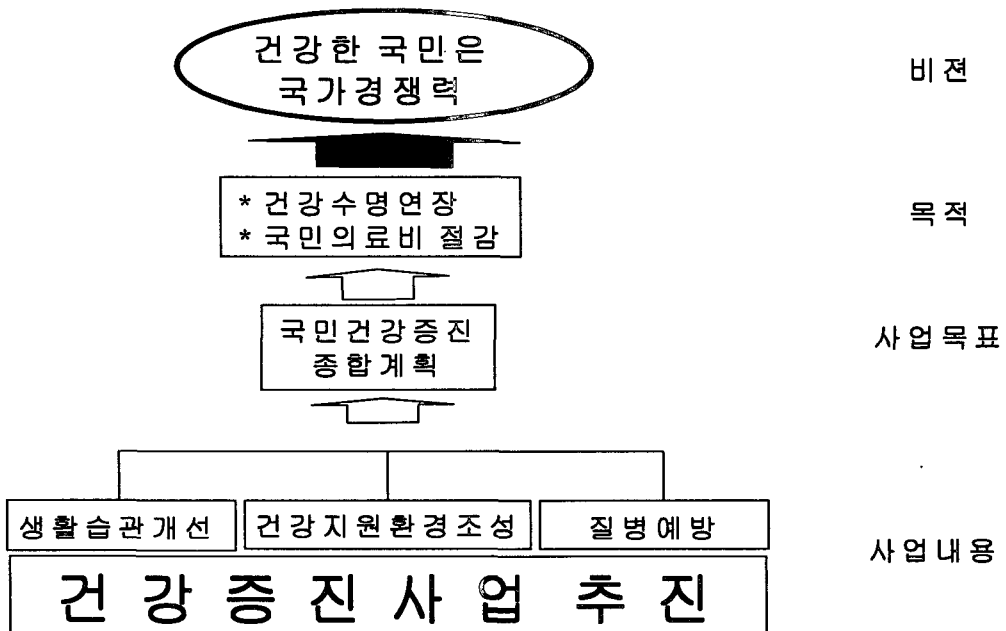 건강한 국민은
국가경쟁력
비젼
* 건강수명연장
* 국민의료비 절감
목적
국민건강증진
종합계획
사업목표
생활습관개선
건강지원환경조성
질병예방
건강증진사업 추진
사업내용